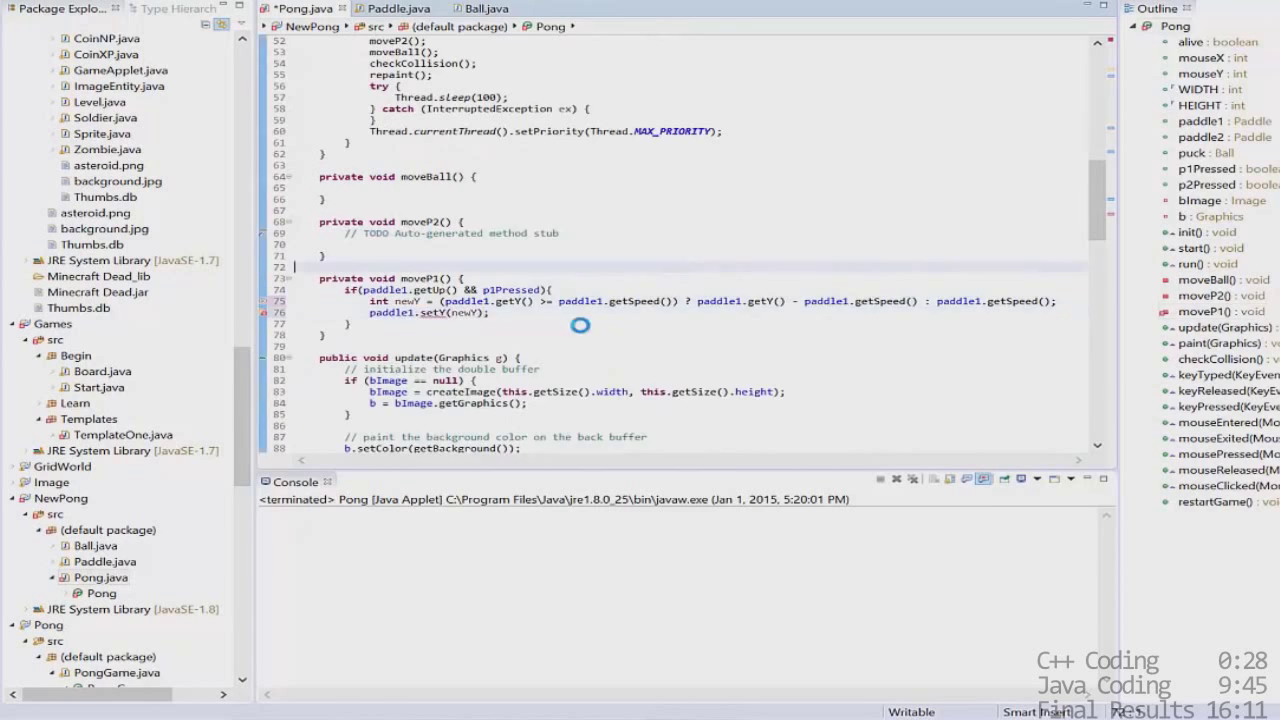 Package Explo...
Type Hierarch
*Pong.java
Paddle.java
Ball.java
Outline
NewPong
src
(default package)
Pong
CoinNP.java
CoinXP.java
GameApplet.java
ImageEntity.java
Level.java
Soldier.java
Sprite.java
Zombie.java
asteroid.png
background.jpg
Thumbs.db
asteroid.png
background.jpg
Thumbs.db
JRE System Library [JavaSE-1.7]
Minecraft Dead_lib
Minecraft Dead.jar
Thumbs.db
Games
src
Begin
Board.java
Start.java
Learn
Templates
TemplateOne.java
JRE System Library [JavaSE-1.7]
GridWorld
Image
NewPong
src
(default package)
Ball.java
Paddle.java
Pong.java
Pong
JRE System Library [JavaSE-1.8]
Pong
src
(default package)
PongGame.java
52 moveP2();
53 moveBall();
54 checkCollision();
55 repaint();
56 try {
57 Thread.sleep(100);
58 } catch (InterruptedException ex) {
59 }
60 Thread.currentThread().setPriority(Thread.MAX_PRIORITY);
61 }
62 }
63
64 private void moveBall() {
65
66 }
67
68 private void moveP2() {
69 // TODO Auto-generated method stub
70
71 }
72
73 private void moveP1() {
74 if(paddle1.getUp() && p1Pressed){
75 int newY = (paddle1.getY() >= paddle1.getSpeed()) ? paddle1.getY() - paddle1.getSpeed() : paddle1.getSpeed();
76 paddle1.setY(newY);
77 }
78 }
79
80 public void update(Graphics g) {
81 // initialize the double buffer
82 if (bImage == null) {
83 bImage = createImage(this.getSize().width, this.getSize().height);
84 b = bImage.getGraphics();
85 }
86
87 // paint the background color on the back buffer
88 b.setColor(getBackground());
Console
<terminated> Pong [Java Applet] C:\Program Files\Java\jre1.8.0_25\bin\javaw.exe (Jan 1, 2015, 5:20:01 PM)
Pong
alive : boolean
mouseX : int
mouseY : int
WIDTH : int
HEIGHT : int
paddle1 : Paddle
paddle2 : Paddle
puck : Ball
p1Pressed : boolean
p2Pressed : boolean
bImage : Image
b : Graphics
init() : void
start() : void
run() : void
moveBall() : void
moveP2() : void
moveP1() : void
update(Graphics) : void
paint(Graphics) : void
checkCollision() : void
keyTyped(KeyEvent
keyReleased(KeyEv
keyPressed(KeyEven
mouseEntered(Mou
mouseExited(Mous
mousePressed(Mou
mouseReleased(Mo
mouseClicked(Mou
restartGame() : void
C++ Coding 0:28
Java Coding 9:45
Final Results 16:11
Writable
Smart Insert